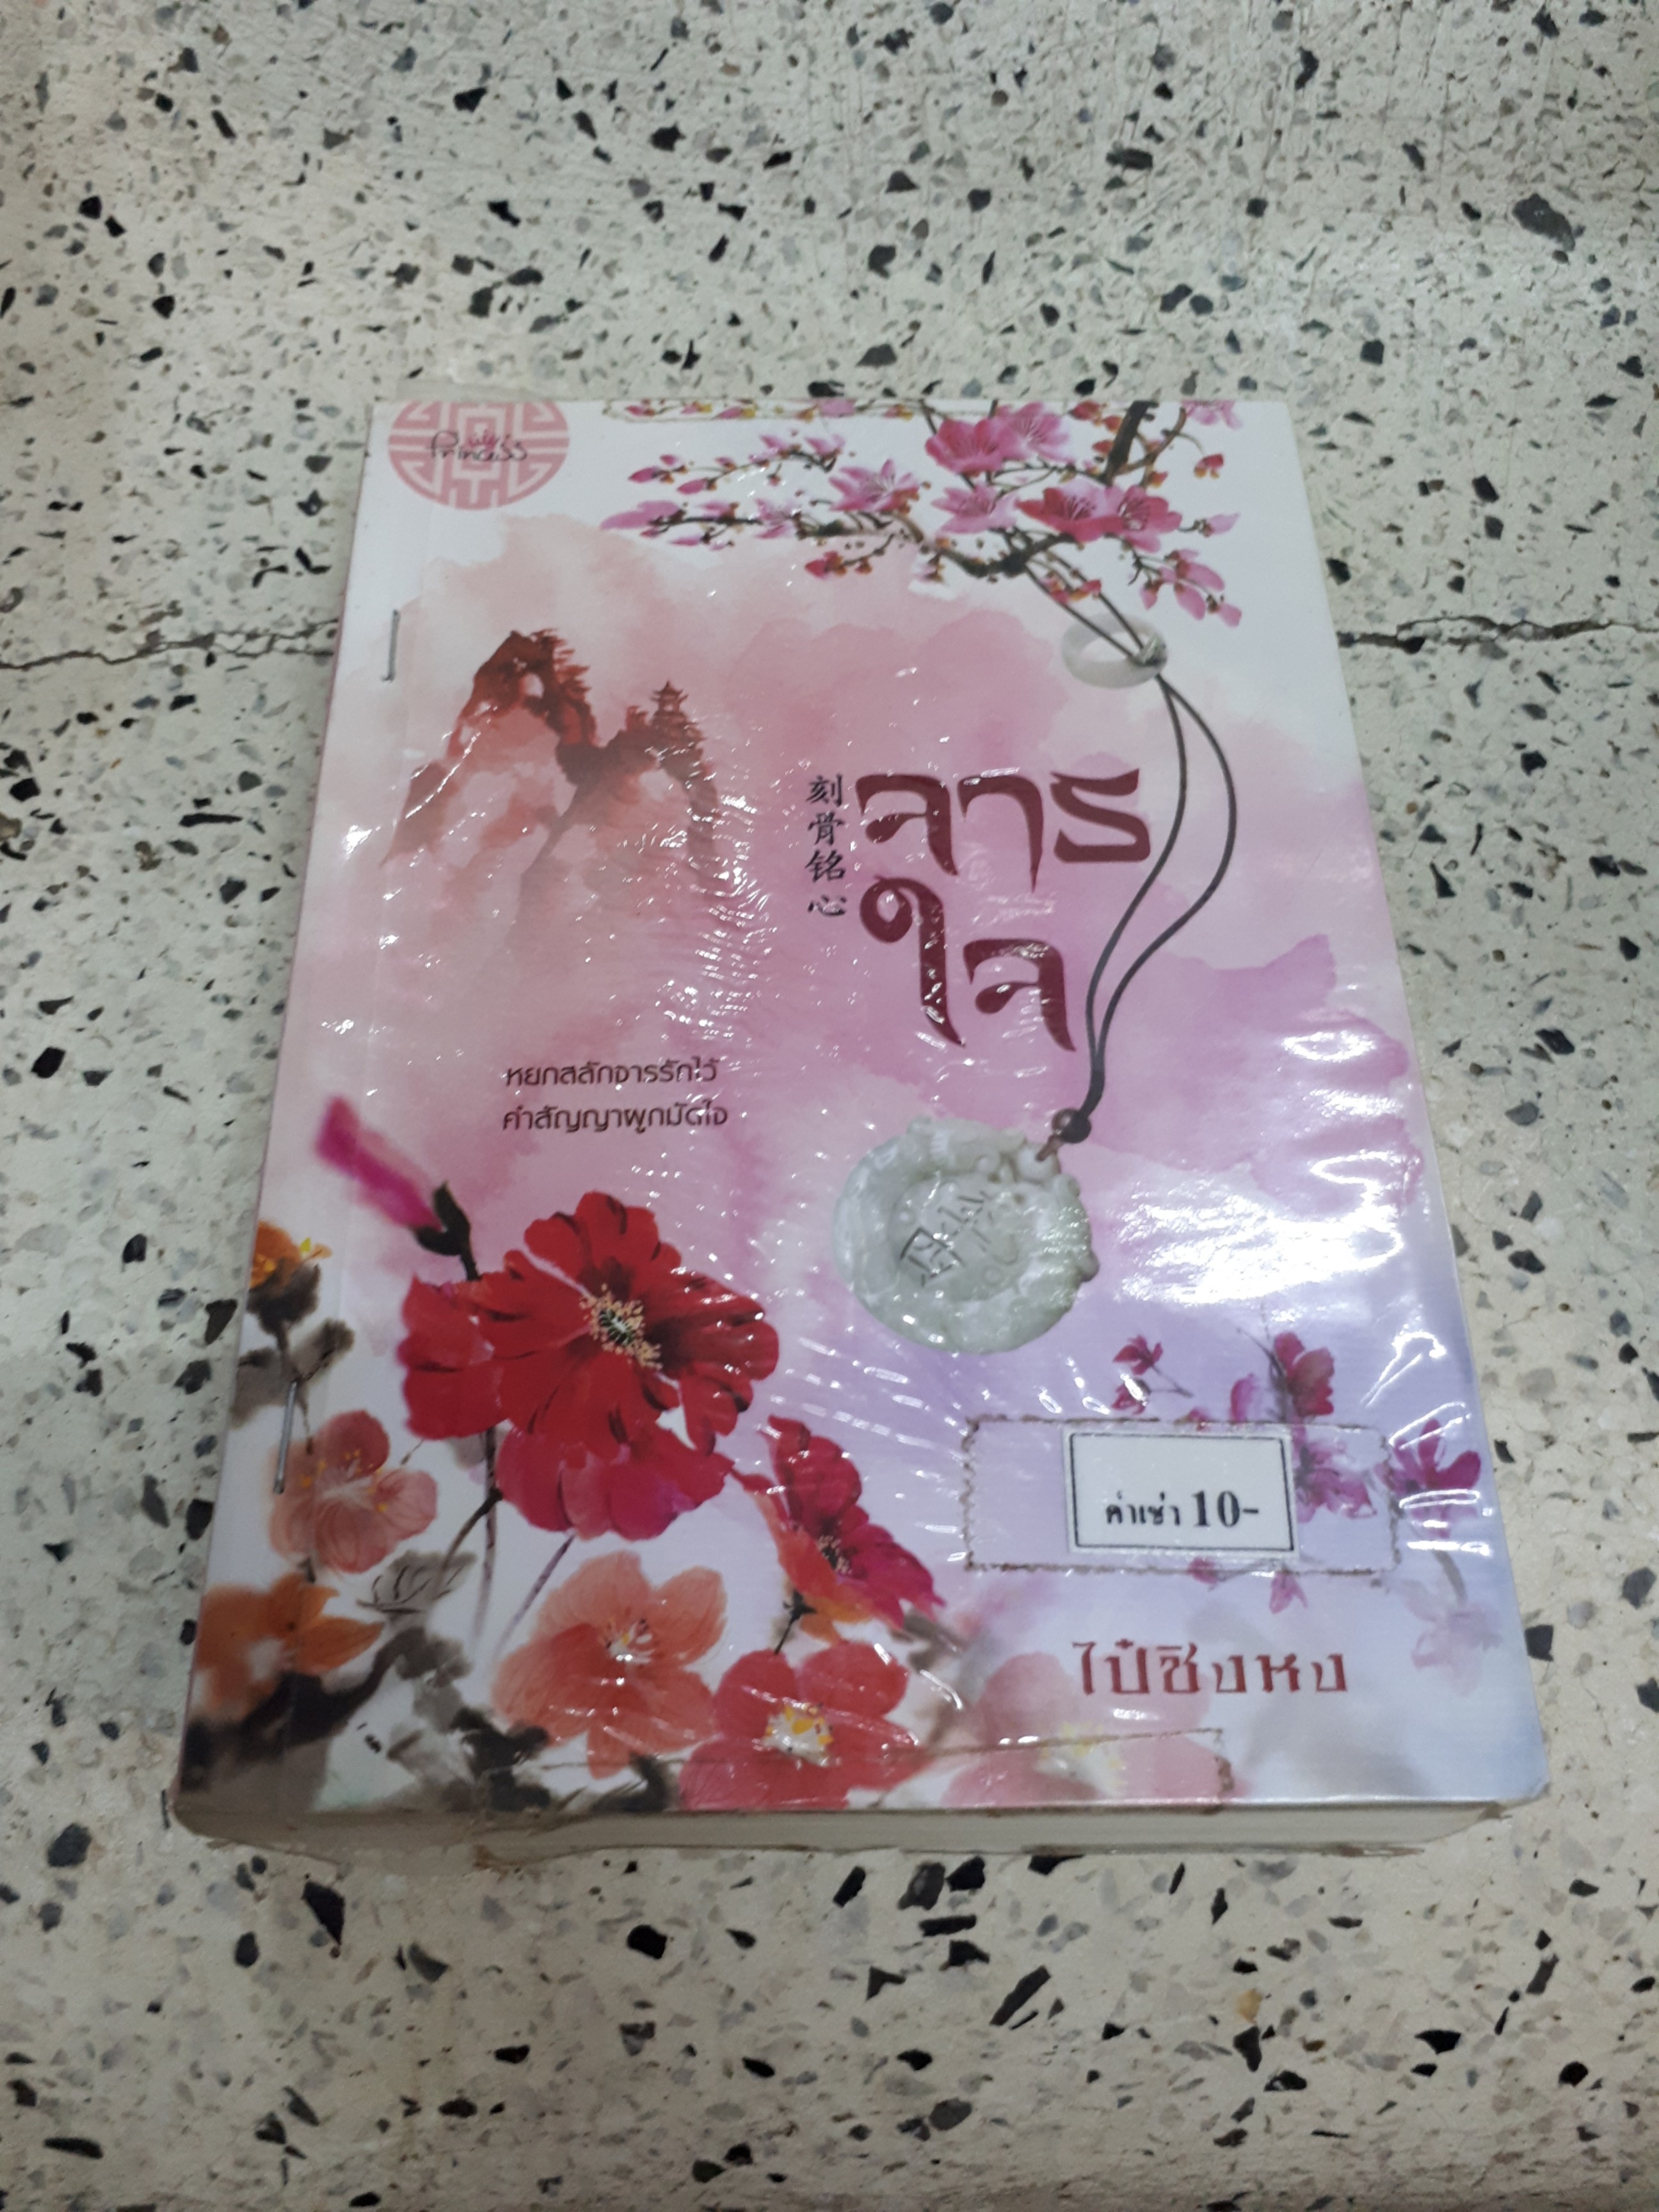 Princess
刻骨铭心
จาร
ใจ
หยกสลักจารรักไว้
คำสัญญาผูกมัดใจ
ค่าเช่า 10-
ไป๋ชิงหง